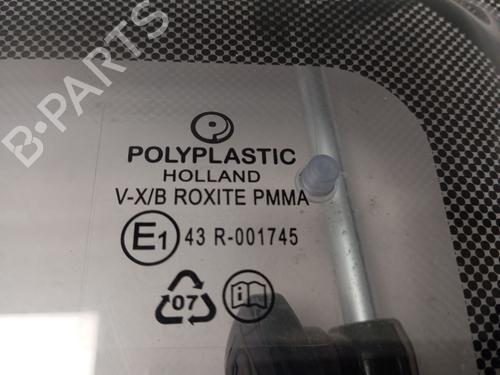 B-PARTS
POLYPLASTIC
HOLLAND
V-X/B ROXITE PMMA
E1 43 R-001745
07